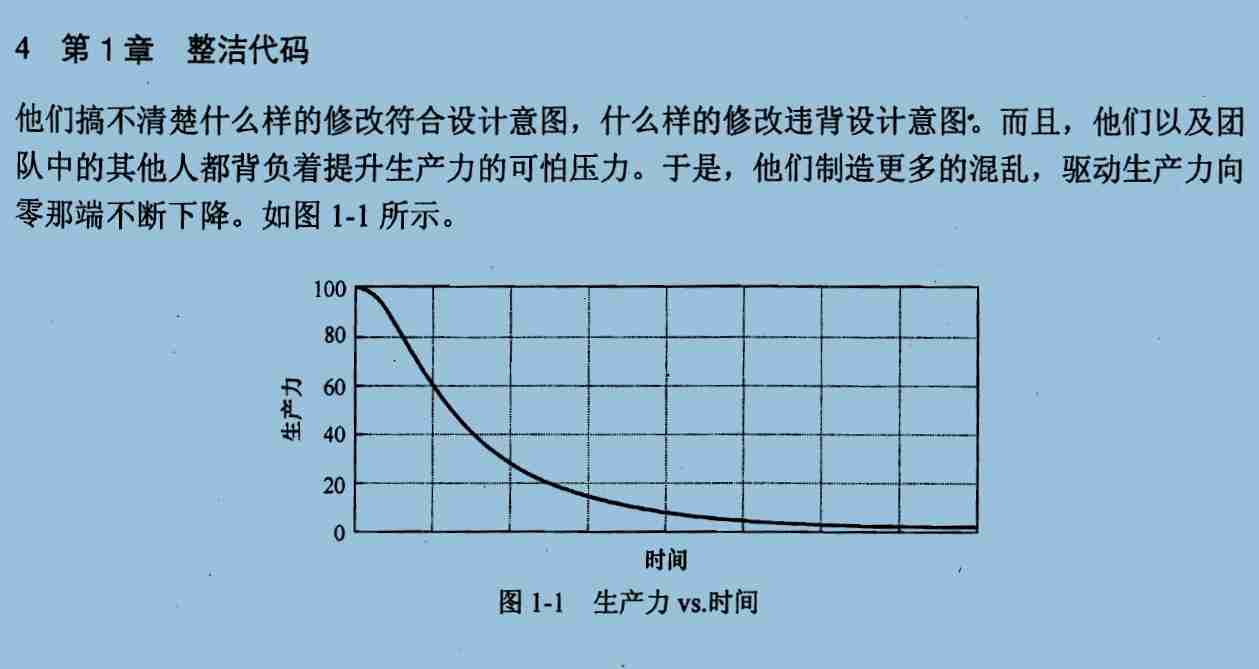 4 第1章 整洁代码
他们搞不清楚什么样的修改符合设计意图，什么样的修改违背设计意图。而且，他们以及团
队中的其他人都背负着提升生产力的可怕压力。于是，他们制造更多的混乱，驱动生产力向
零那端不断下降。如图 1-1 所示。
100
80
60
40
20
0
生产力
时间
图 1-1 生产力 vs.时间